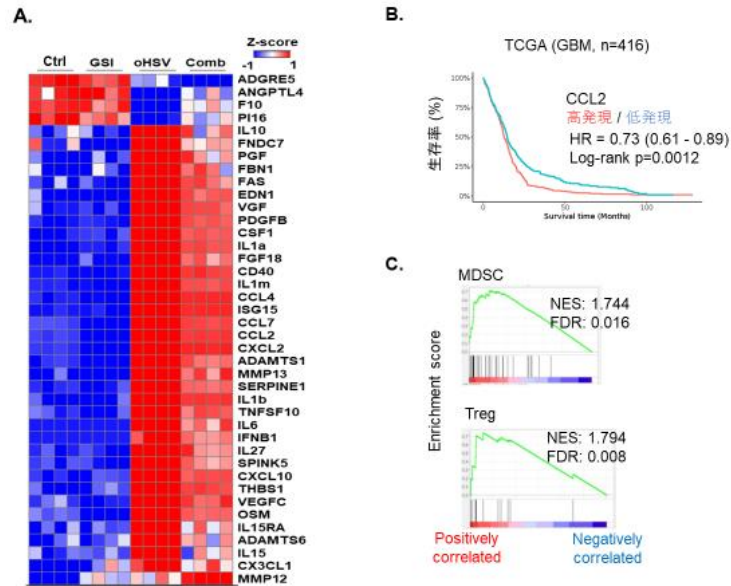 A.
Z-score
-1 1
Ctrl GSI oHSV Comb
ADGRE5
ANGPTL4
F10
PI16
IL10
FNDC7
PGF
FBN1
FAS
EDN1
VGF
PDGFB
CSF1
IL1a
FGF18
CD40
IL1m
CCL4
ISG15
CCL7
CCL2
CXCL2
ADAMTS1
MMP13
SERPINE1
IL1b
TNFSF10
IL6
IFNB1
IL27
SPINK5
CXCL10
THBS1
VEGFC
OSM
IL15RA
ADAMTS6
IL15
CX3CL1
MMP12
B.
TCGA (GBM, n=416)
CCL2
高発現 / 低発現
HR = 0.73 (0.61 - 0.89)
Log-rank p=0.0012
生存率 (%)
100%
75%
50%
25%
0%
0 50 100
Survival time (Months)
C.
MDSC
NES: 1.744
FDR: 0.016
Enrichment score
Treg
NES: 1.794
FDR: 0.008
Positively correlated
Negatively correlated